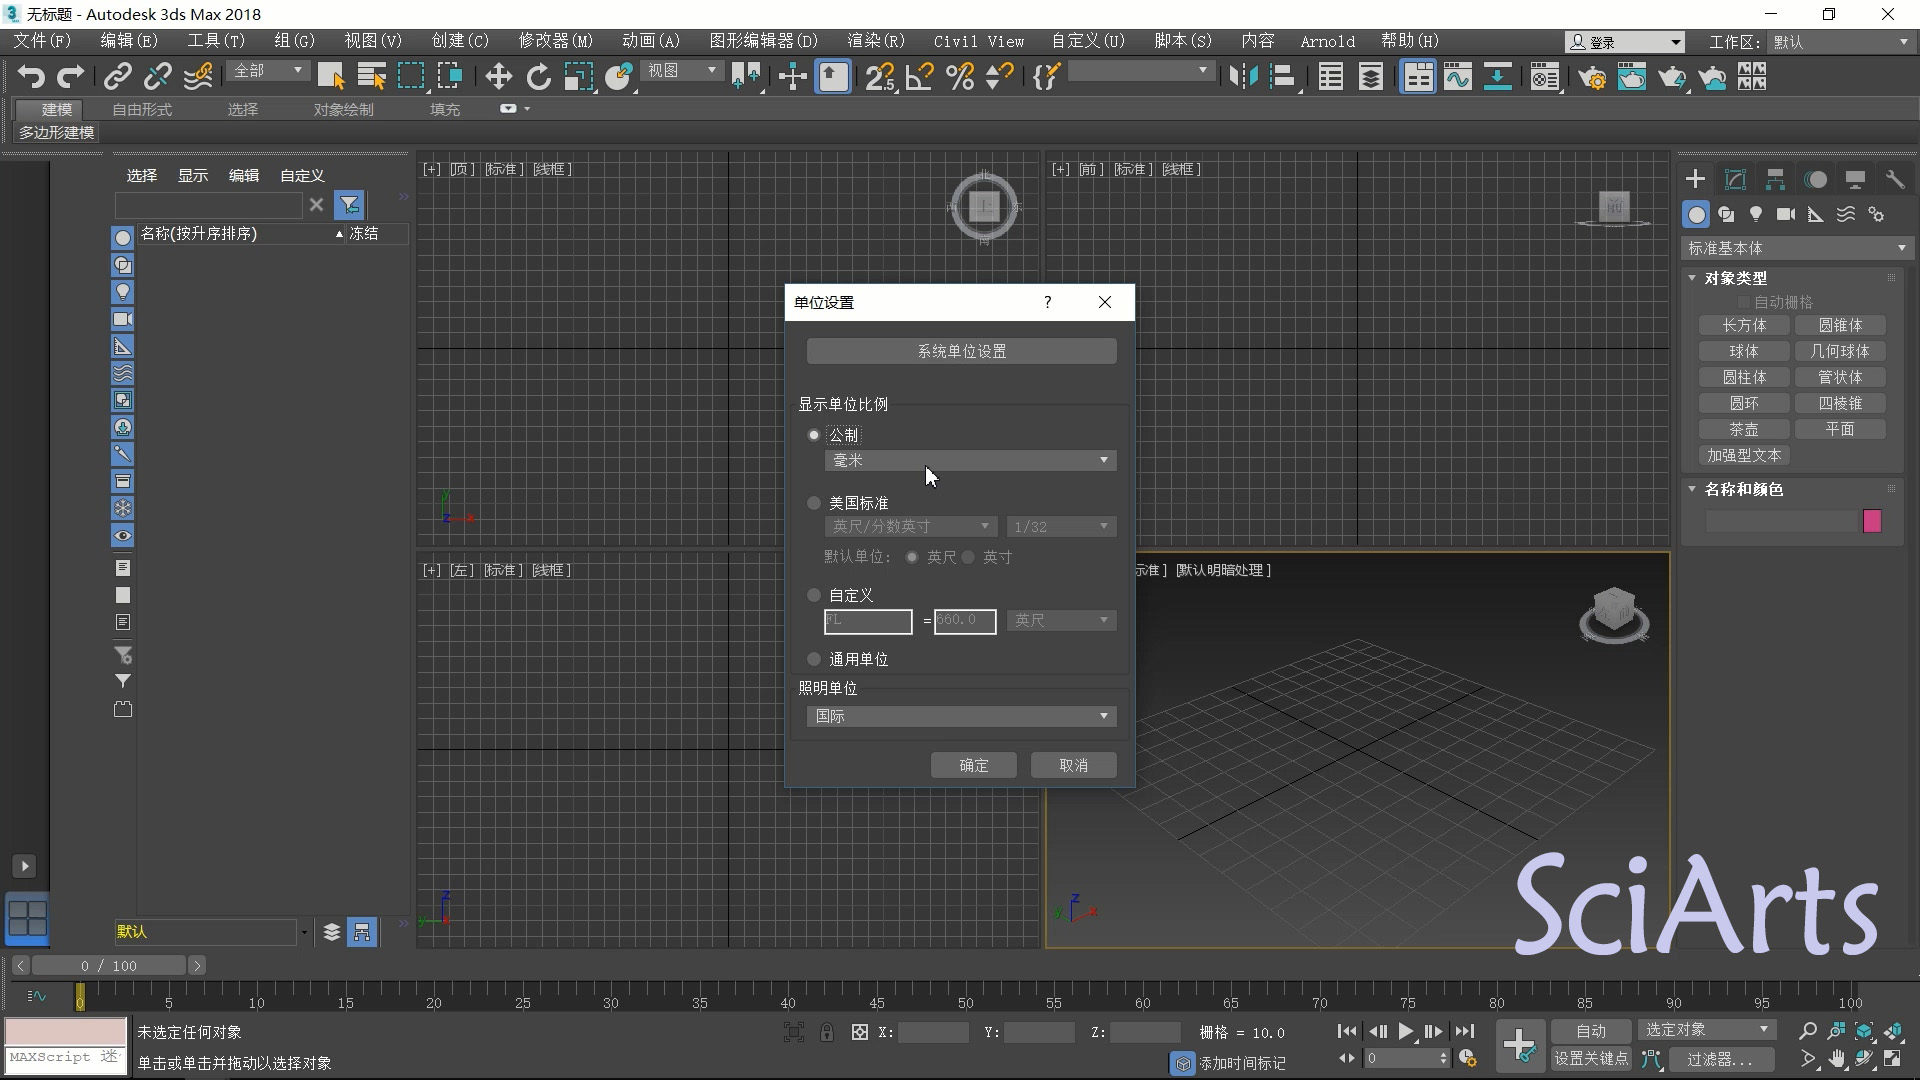 无标题 - Autodesk 3ds Max 2018
文件(F) 编辑(E) 工具(T) 组(G) 视图(V) 创建(C) 修改器(M) 动画(A) 图形编辑器(D) 渲染(R) Civil View 自定义(U) 脚本(S) 内容 Arnold 帮助(H) 登录 工作区: 默认
全部 视图
建模 自由形式 选择 对象绘制 填充
多边形建模
选择 显示 编辑 自定义
名称(按升序排序) 冻结
[+] [顶] [标准] [线框]
北
上
东
西
南
[+] [前] [标准] [线框]
前
[+] [左] [标准] [线框]
标准] [默认明暗处理]
单位设置 ?
系统单位设置
显示单位比例
公制
毫米
美国标准
英尺/分数英寸 1/32
默认单位: 英尺 英寸
自定义
FL =660.0 英尺
通用单位
照明单位
国际
确定 取消
标准基本体
对象类型
自动栅格
长方体 圆锥体
球体 几何球体
圆柱体 管状体
圆环 四棱锥
茶壶 平面
加强型文本
名称和颜色
SciArts
默认
0 / 100
0 5 10 15 20 25 30 35 40 45 50 55 60 65 70 75 80 85 90 95 100
未选定任何对象 X: Y: Z: 栅格 = 10.0 自动 选定对象
MAXScript 迷
单击或单击并拖动以选择对象 添加时间标记 0 设置关键点 过滤器...